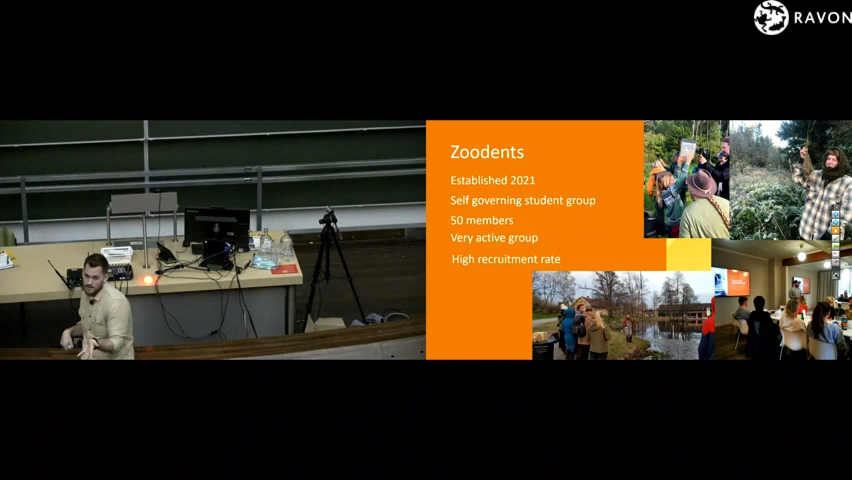 RAVON
Zoodents
Established 2021
Self governing student group
50 members
Very active group
High recruitment rate